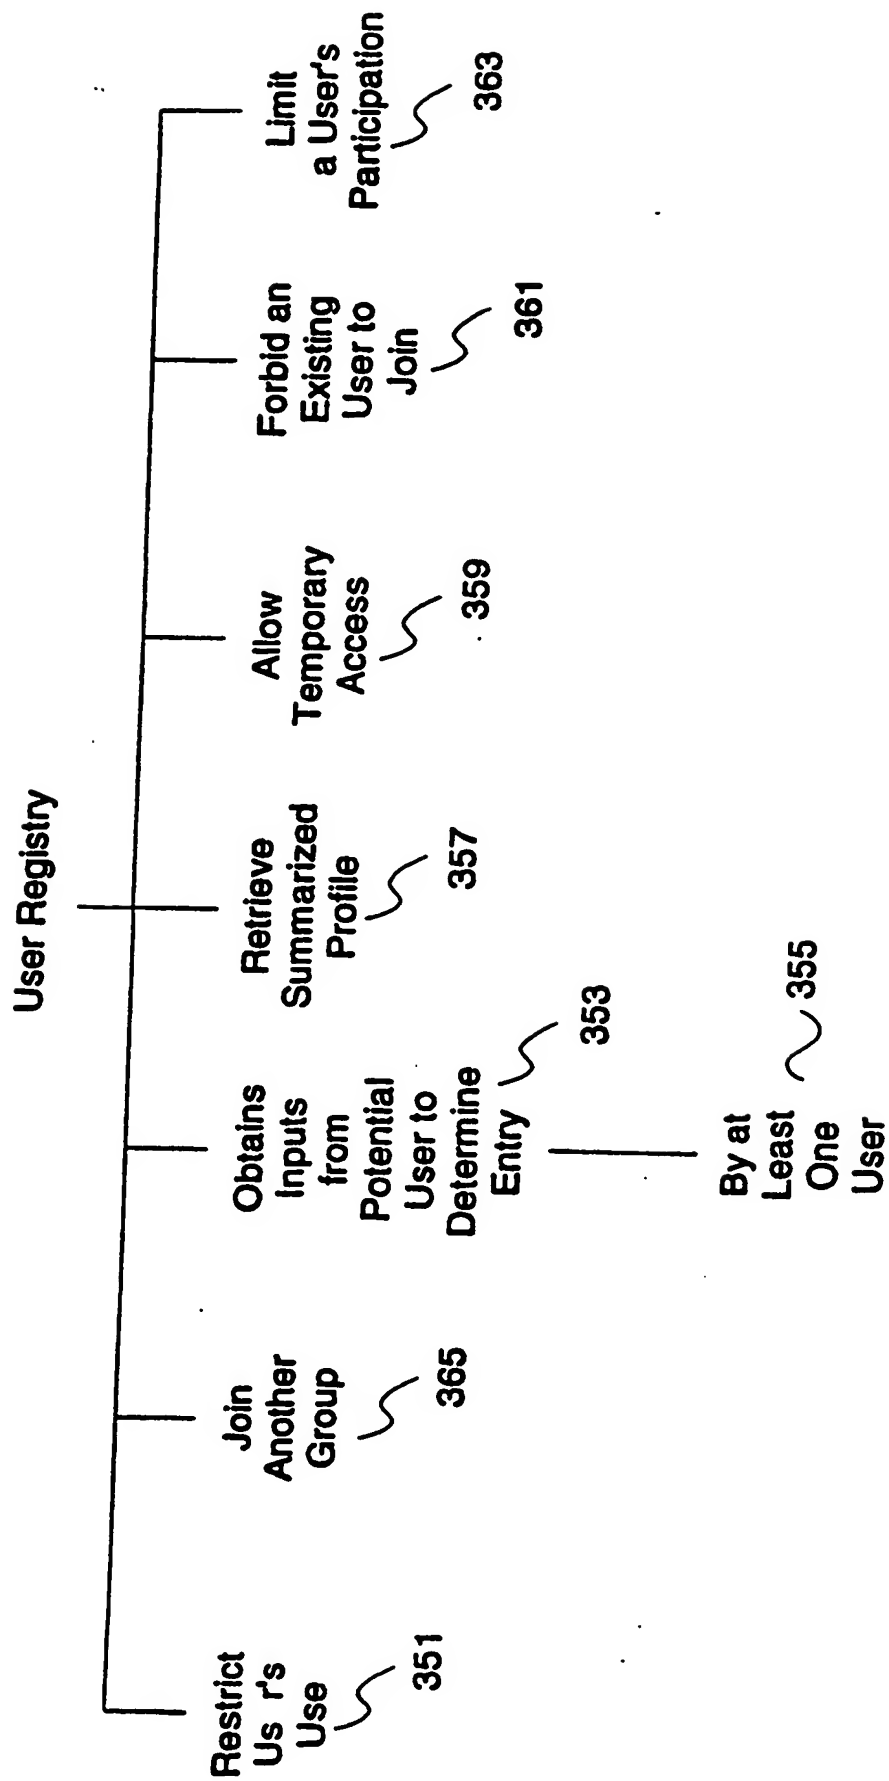 User Registry
Restrict
Us r's
Use
351
Join
Another
Group
365
Obtains
Inputs
from
Potential
User to
Determine
Entry
353
By at
Least
One
User
355
Retrieve
Summarized
Profile
357
Allow
Temporary
Access
359
Forbid an
Existing
User to
Join
361
Limit
a User's
Participation
363